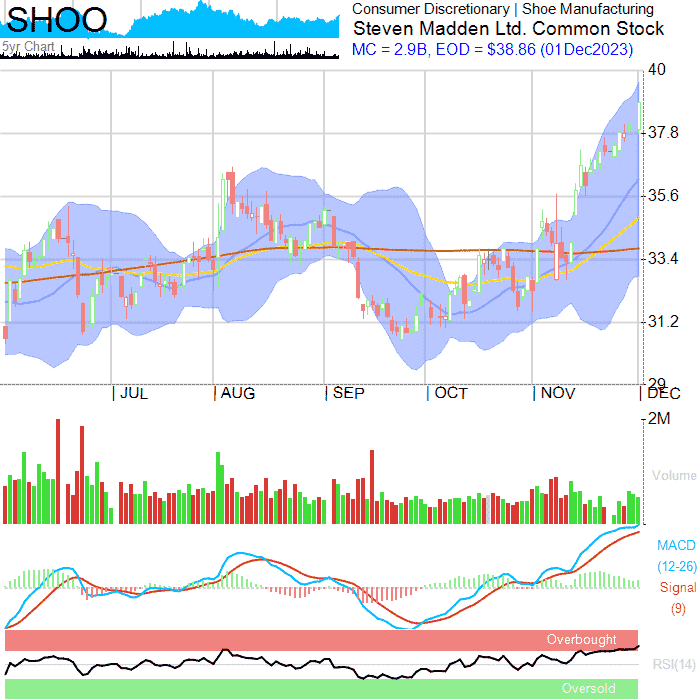 SHOO
5yr Chart
Consumer Discretionary | Shoe Manufacturing
Steven Madden Ltd. Common Stock
MC = 2.9B, EOD = $38.86 (01Dec2023)
40
37.8
35.6
33.4
31.2
29
| JUL | AUG | SEP | OCT | NOV | DEC
2M
Volume
MACD
(12-26)
Signal
(9)
Overbought
RSI(14)
Oversold